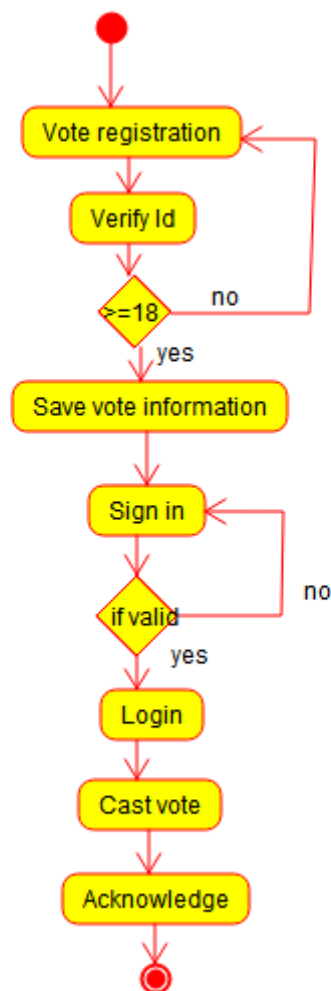 Vote registration
Verify Id
>=18
no
yes
Save vote information
Sign in
if valid
no
yes
Login
Cast vote
Acknowledge